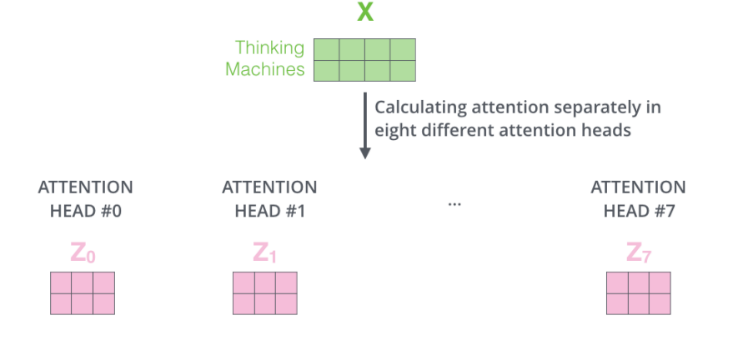 X
Thinking
Machines
Calculating attention separately in
eight different attention heads
ATTENTION
HEAD #0
ATTENTION
HEAD #1
...
ATTENTION
HEAD #7
Z0
Z1
Z7